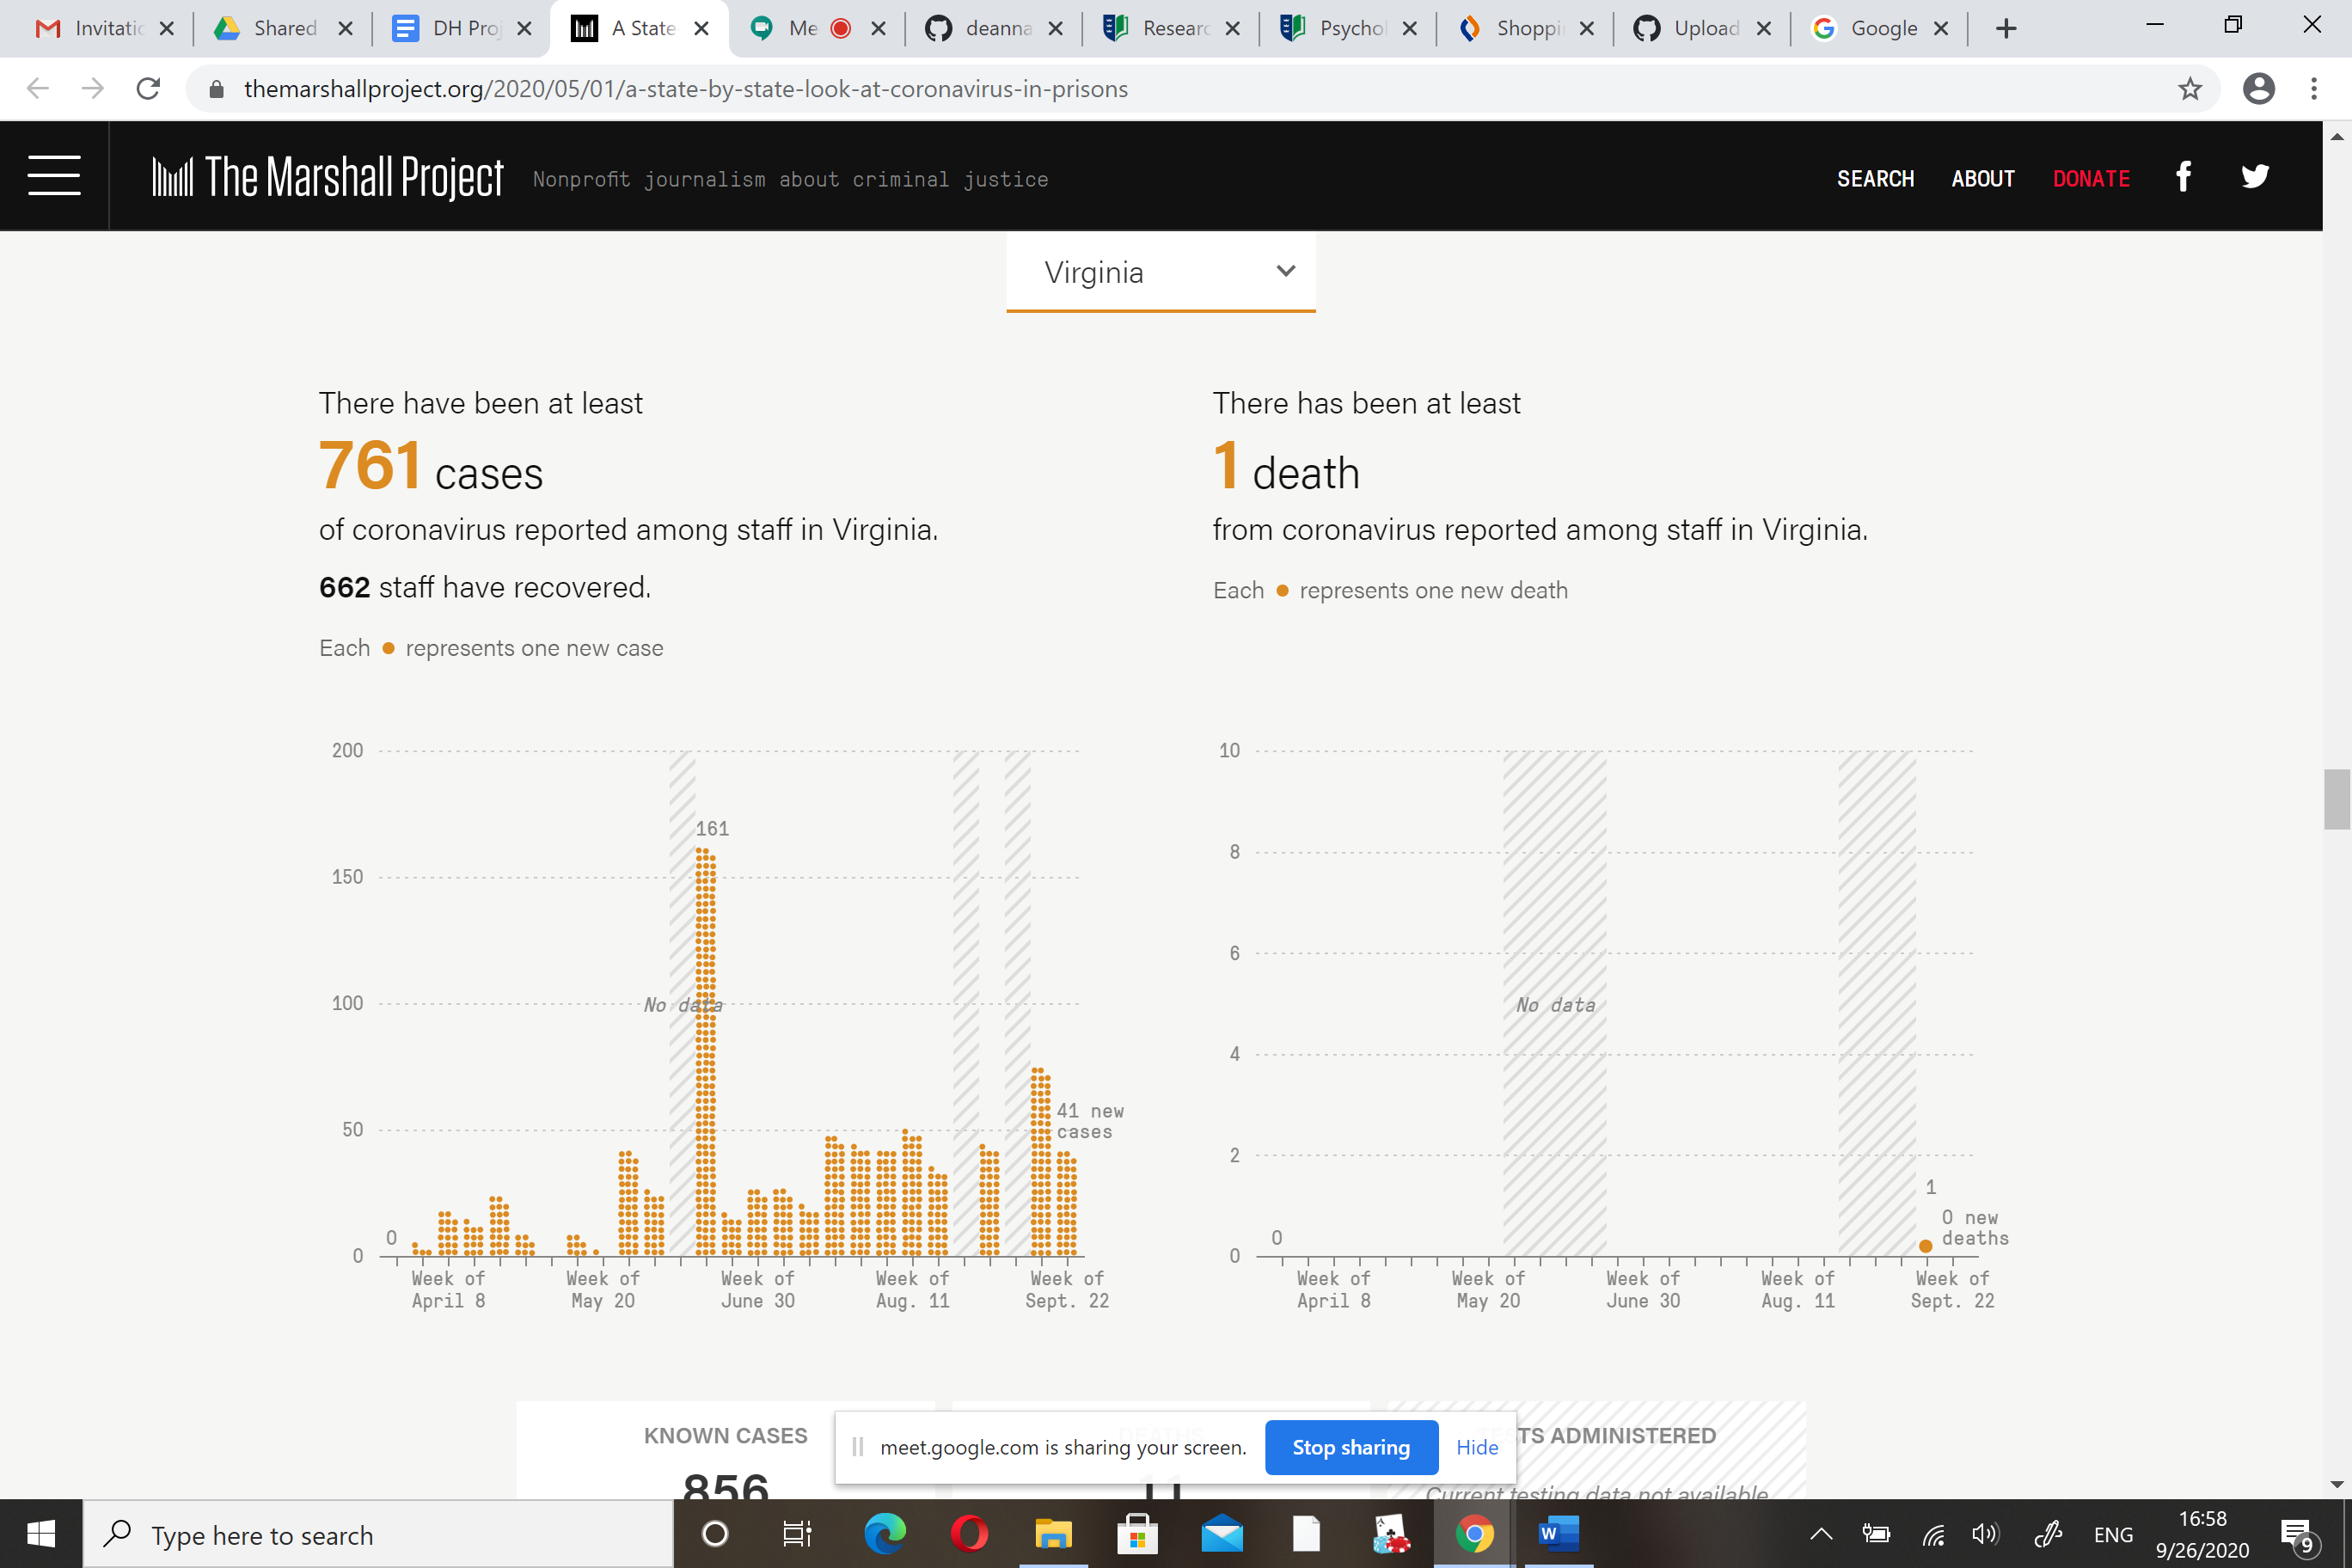 Invitatic
Shared
DH Proj
A State
Me
deanna
Researc
Psychol
Shoppi
Upload
Google
themarshallproject.org/2020/05/01/a-state-by-state-look-at-coronavirus-in-prisons
The Marshall Project
Nonprofit journalism about criminal justice
SEARCH
ABOUT
DONATE
Virginia
There have been at least
761 cases
of coronavirus reported among staff in Virginia.
662 staff have recovered.
Each ● represents one new case
There has been at least
1 death
from coronavirus reported among staff in Virginia.
Each ● represents one new death
200
150
100
50
0
161
No data
0
41 new
cases
Week of
April 8
Week of
May 20
Week of
June 30
Week of
Aug. 11
Week of
Sept. 22
10
8
6
4
2
0
No data
0
1
0 new
deaths
Week of
April 8
Week of
May 20
Week of
June 30
Week of
Aug. 11
Week of
Sept. 22
KNOWN CASES
856
11
TS ADMINISTERED
Current testing data not available
meet.google.com is sharing your screen.
Stop sharing
Hide
Type here to search
W
ENG
16:58
9/26/2020
9